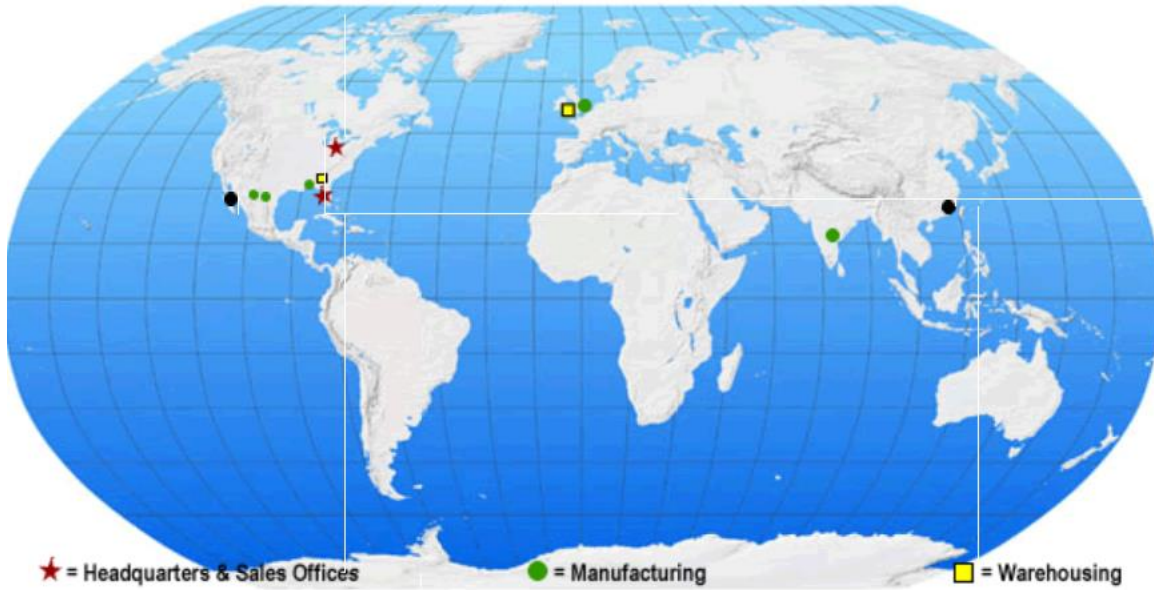 = Headquarters & Sales Offices
= Manufacturing
= Warehousing